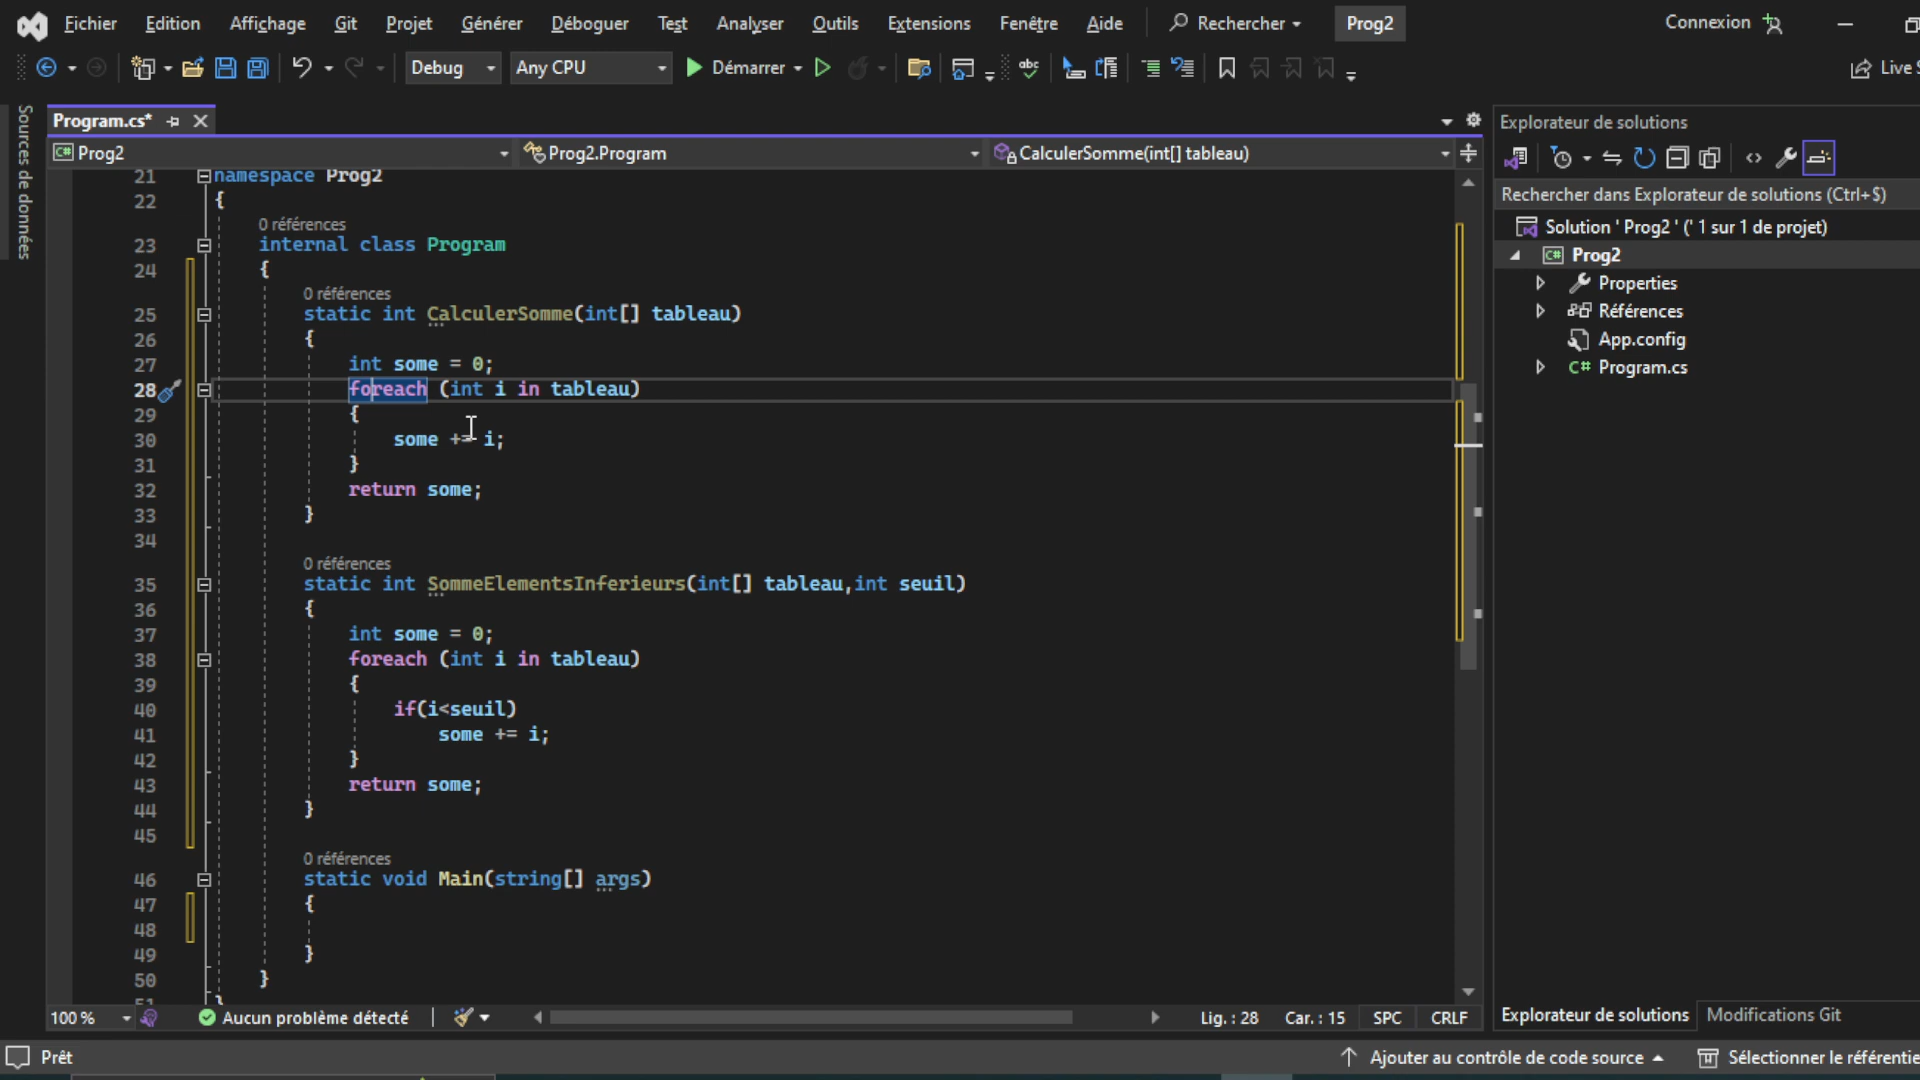 Fichier Edition Affichage Git Projet Générer Déboguer Test Analyser Outils Extensions Fenêtre Aide Rechercher Prog2 Connexion
Debug Any CPU Démarrer abc Live
Sources de données
Program.cs*
Prog2 Prog2.Program CalculerSomme(int[] tableau)
21 namespace Prog2
22 {
0 références
23 internal class Program
24 {
0 références
25 static int CalculerSomme(int[] tableau)
26 {
27 int some = 0;
28 foreach (int i in tableau)
29 {
30 some += i;
31 }
32 return some;
33 }
34
0 références
35 static int SommeElementsInferieurs(int[] tableau,int seuil)
36 {
37 int some = 0;
38 foreach (int i in tableau)
39 {
40 if(i<seuil)
41 some += i;
42 }
43 return some;
44 }
45
0 références
46 static void Main(string[] args)
47 {
48
49 }
50 }
51 }
100 % Aucun problème détecté Lig. : 28 Car. : 15 SPC CRLF
Explorateur de solutions
Rechercher dans Explorateur de solutions (Ctrl+$)
Solution ' Prog2 ' (' 1 sur 1 de projet)
C# Prog2
Properties
Références
App.config
C# Program.cs
Explorateur de solutions Modifications Git
Prêt Ajouter au contrôle de code source Sélectionner le